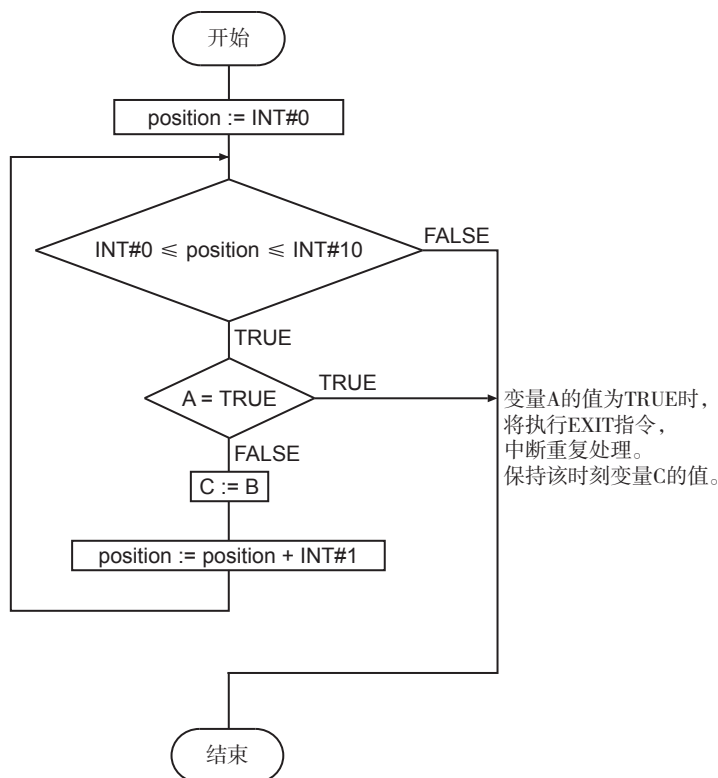 开始
position := INT#0
INT#0 ≤ position ≤ INT#10
FALSE
TRUE
A = TRUE
TRUE
变量A的值为TRUE时,
将执行EXIT指令,
中断重复处理。
保持该时刻变量C的值。
FALSE
C := B
position := position + INT#1
结束